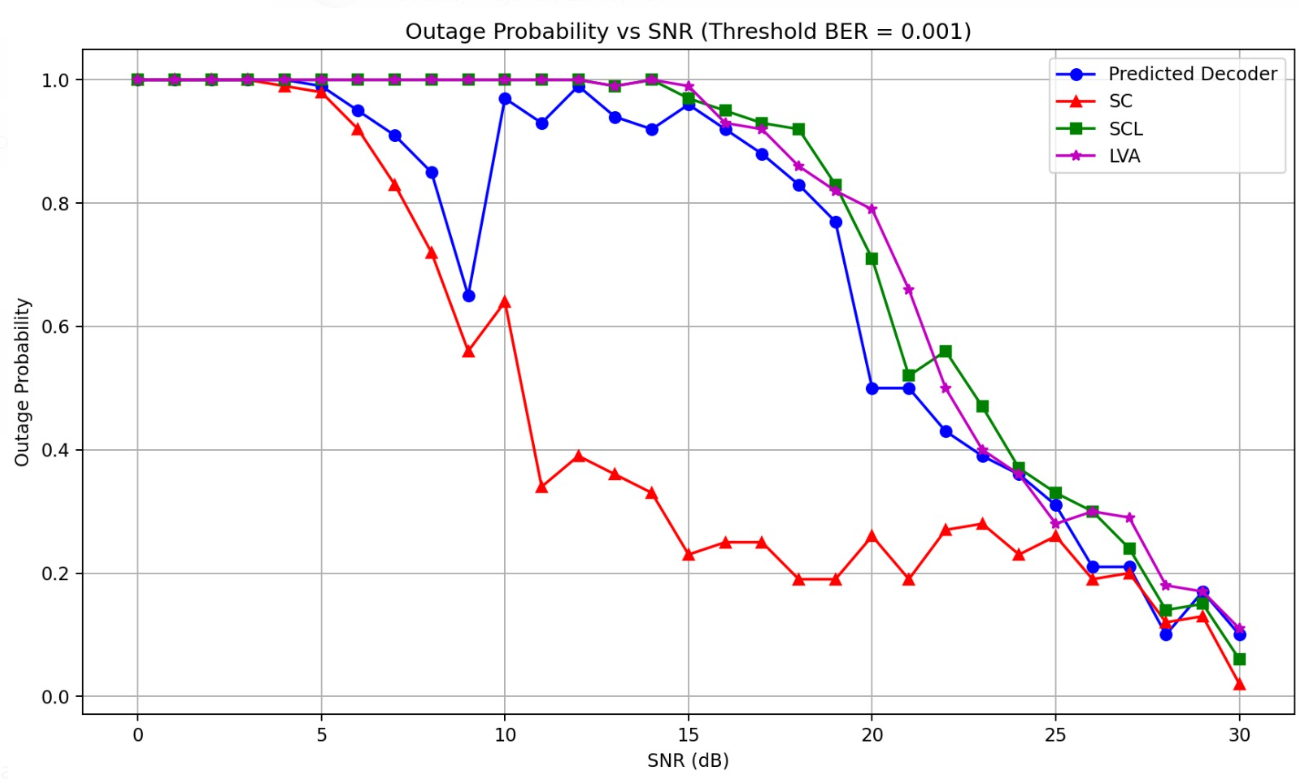 Outage Probability vs SNR (Threshold BER = 0.001)
Predicted Decoder
SC
SCL
LVA
Outage Probability
1.0
0.8
0.6
0.4
0.2
0.0
0 5 10 15 20 25 30
SNR (dB)